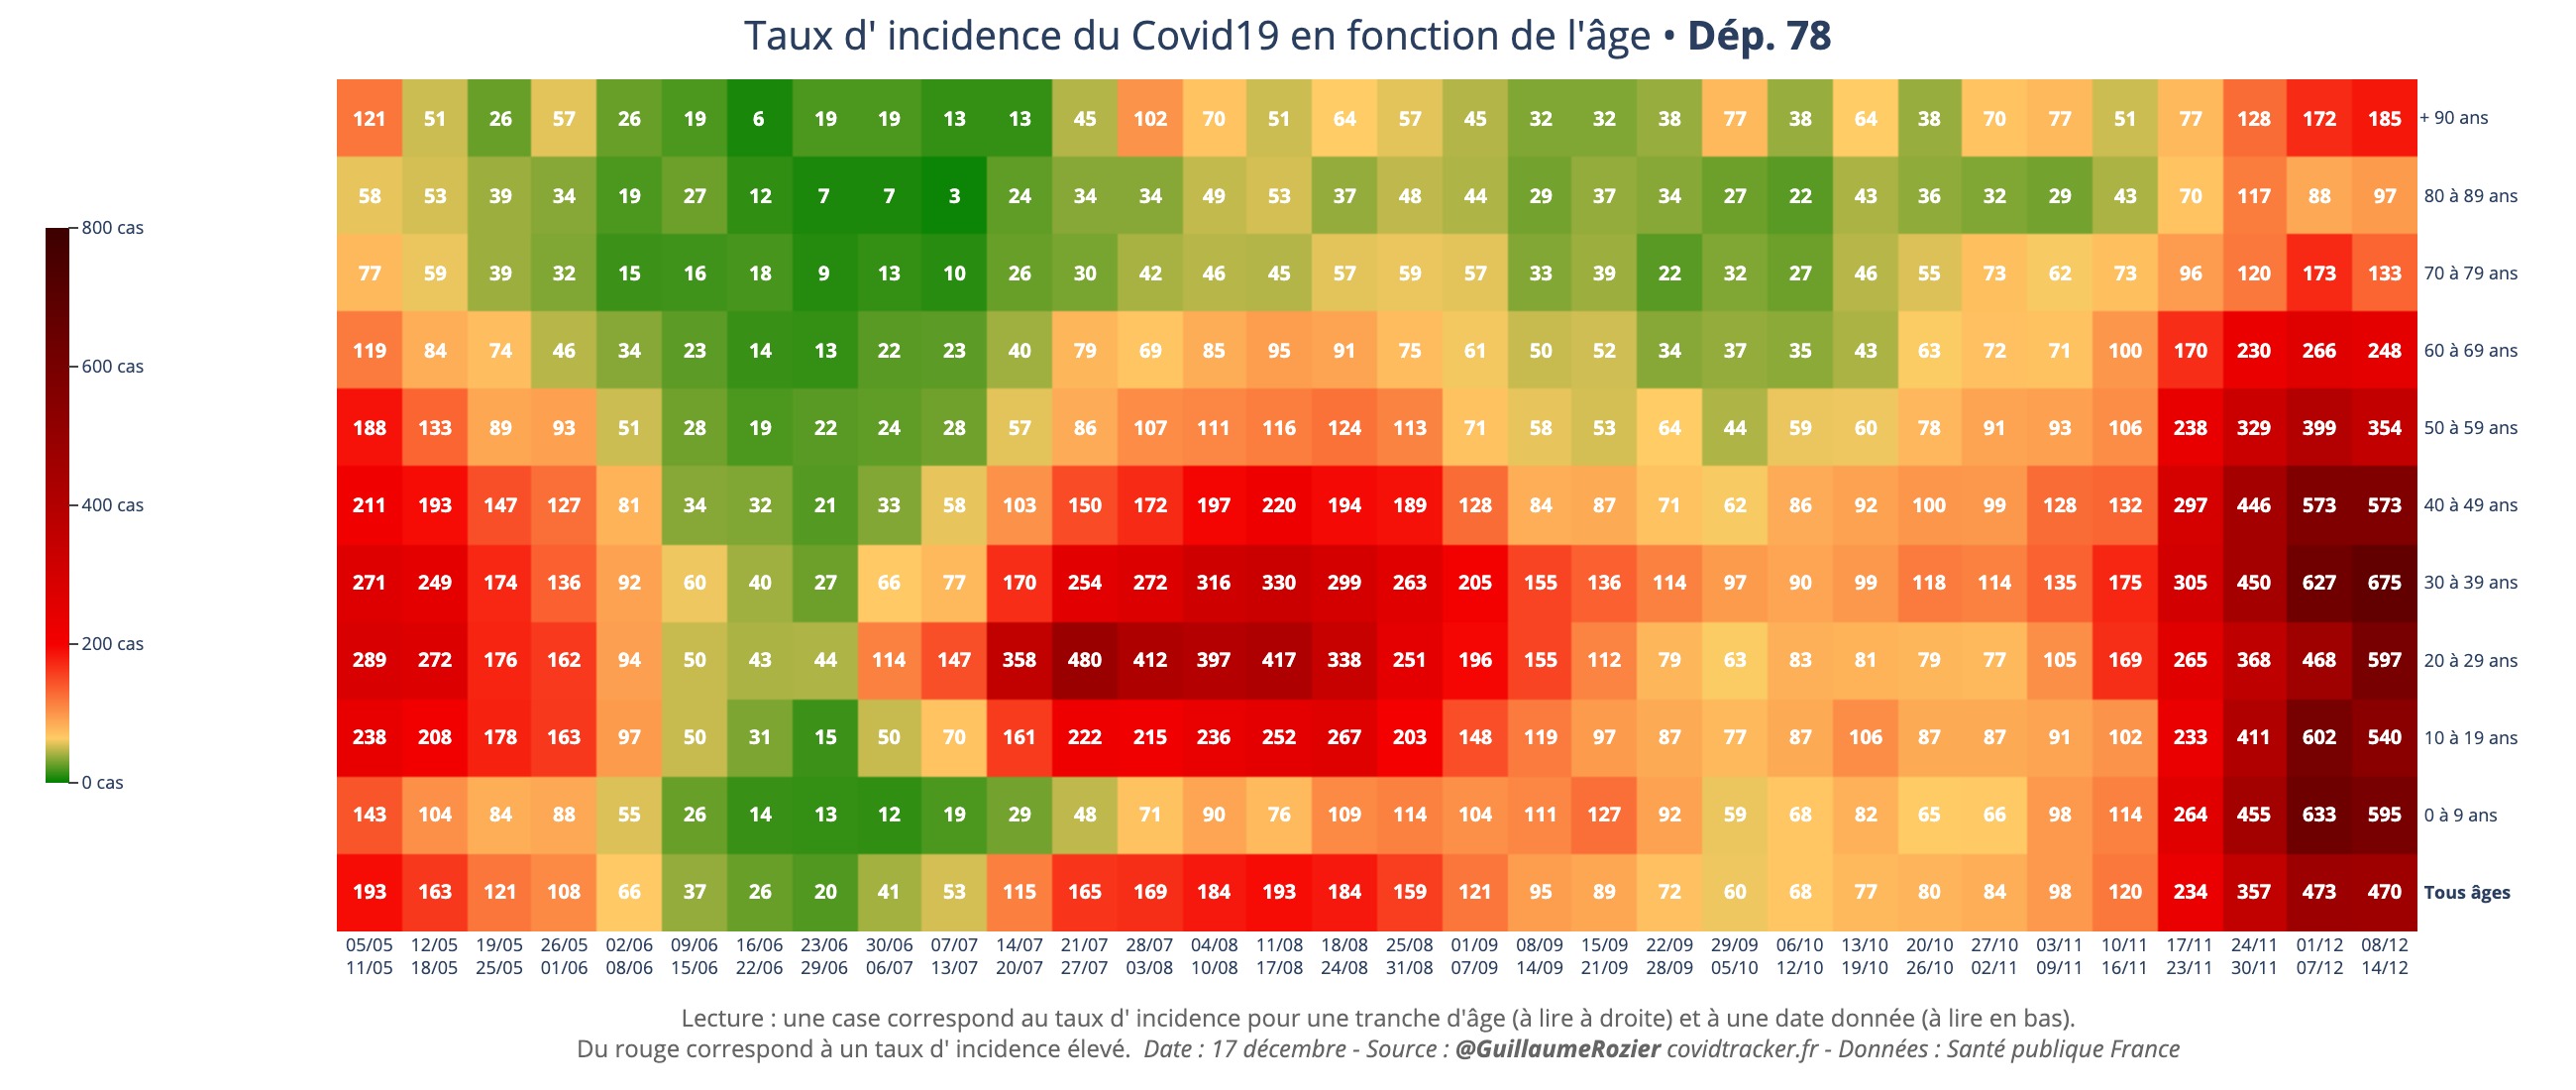 Taux d' incidence du Covid19 en fonction de l'âge • Dép. 78
121 51 26 57 26 19 6 19 19 13 13 45 102 70 51 64 57 45 32 32 38 77 38 64 38 70 77 51 77 128 172 185 + 90 ans
58 53 39 34 19 27 12 7 7 3 24 34 34 49 53 37 48 44 29 37 34 27 22 43 36 32 29 43 70 117 88 97 80 à 89 ans
800 cas
77 59 39 32 15 16 18 9 13 10 26 30 42 46 45 57 59 57 33 39 22 32 27 46 55 73 62 73 96 120 173 133 70 à 79 ans
119 84 74 46 34 23 14 13 22 23 40 79 69 85 95 91 75 61 50 52 34 37 35 43 63 72 71 100 170 230 266 248 60 à 69 ans
600 cas
188 133 89 93 51 28 19 22 24 28 57 86 107 111 116 124 113 71 58 53 64 44 59 60 78 91 93 106 238 329 399 354 50 à 59 ans
400 cas
211 193 147 127 81 34 32 21 33 58 103 150 172 197 220 194 189 128 84 87 71 62 86 92 100 99 128 132 297 446 573 573 40 à 49 ans
271 249 174 136 92 60 40 27 66 77 170 254 272 316 330 299 263 205 155 136 114 97 90 99 118 114 135 175 305 450 627 675 30 à 39 ans
200 cas
289 272 176 162 94 50 43 44 114 147 358 480 412 397 417 338 251 196 155 112 79 63 83 81 79 77 105 169 265 368 468 597 20 à 29 ans
238 208 178 163 97 50 31 15 50 70 161 222 215 236 252 267 203 148 119 97 87 77 87 106 87 87 91 102 233 411 602 540 10 à 19 ans
0 cas
143 104 84 88 55 26 14 13 12 19 29 48 71 90 76 109 114 104 111 127 92 59 68 82 65 66 98 114 264 455 633 595 0 à 9 ans
193 163 121 108 66 37 26 20 41 53 115 165 169 184 193 184 159 121 95 89 72 60 68 77 80 84 98 120 234 357 473 470 Tous âges
05/05 12/05 19/05 26/05 02/06 09/06 16/06 23/06 30/06 07/07 14/07 21/07 28/07 04/08 11/08 18/08 25/08 01/09 08/09 15/09 22/09 29/09 06/10 13/10 20/10 27/10 03/11 10/11 17/11 24/11 01/12 08/12
11/05 18/05 25/05 01/06 08/06 15/06 22/06 29/06 06/07 13/07 20/07 27/07 03/08 10/08 17/08 24/08 31/08 07/09 14/09 21/09 28/09 05/10 12/10 19/10 26/10 02/11 09/11 16/11 23/11 30/11 07/12 14/12
Lecture : une case correspond au taux d' incidence pour une tranche d'âge (à lire à droite) et à une date donnée (à lire en bas).
Du rouge correspond à un taux d' incidence élevé. Date : 17 décembre - Source : @GuillaumeRozier covidtracker.fr - Données : Santé publique France